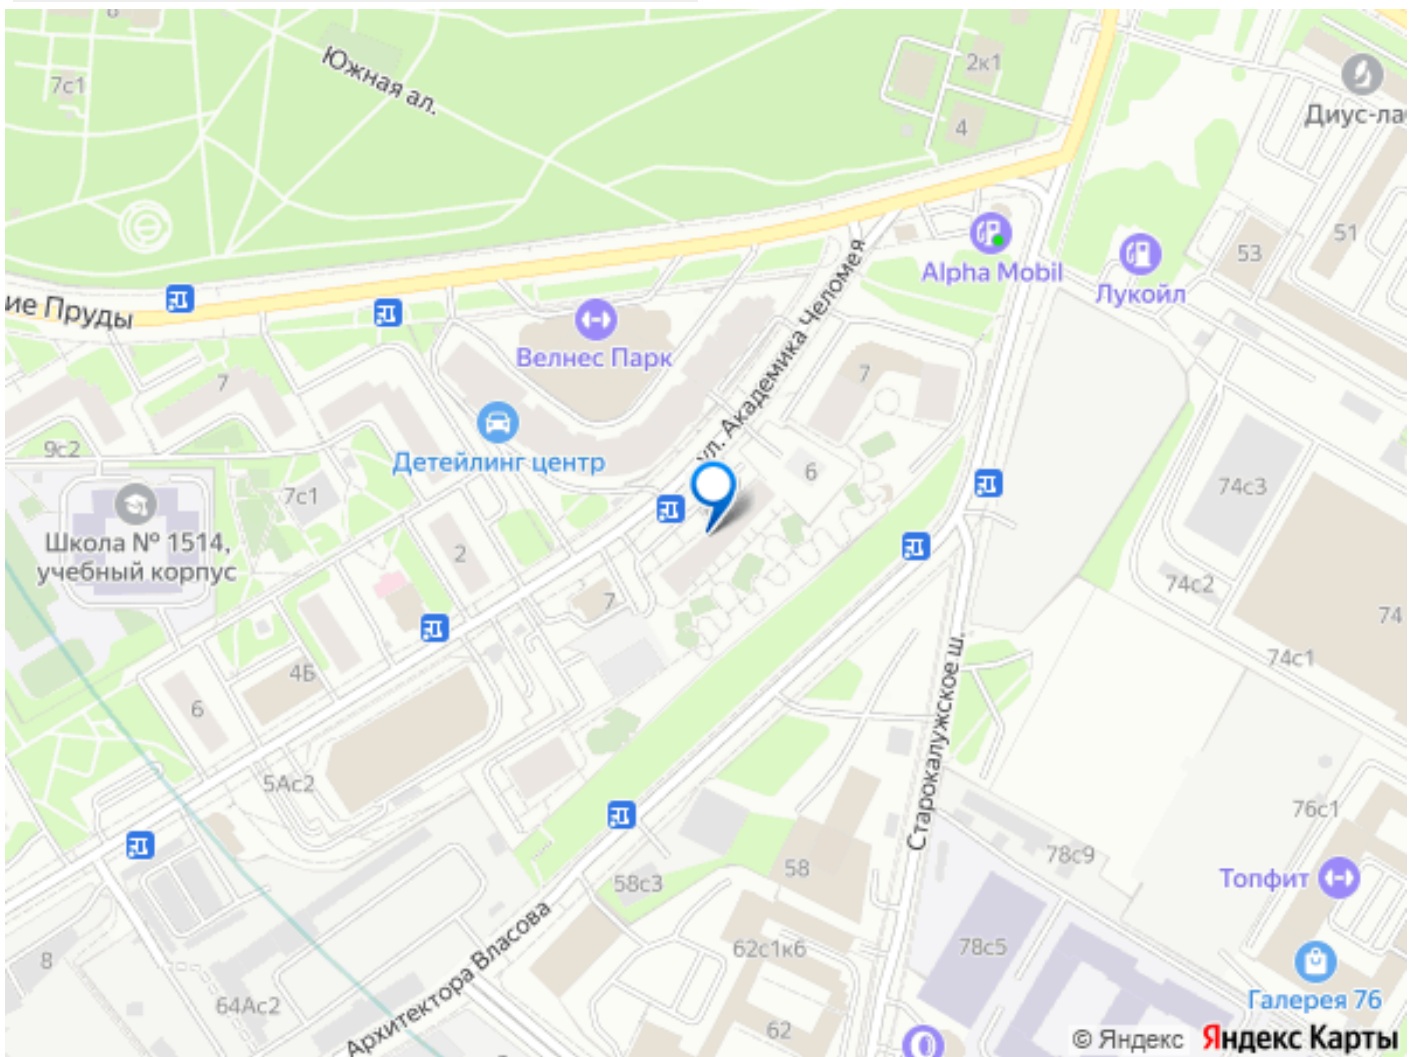 7с1
Южная ал.
2к1
4
Диус-ла
51
53
Alpha Mobil
Лукойл
ие Пруды
ул. Академика Челомея
Велнес Парк
7
7
9с2
Детейлинг центр
6
7с1
74с3
Школа № 1514,
учебный корпус
2
74с2
7
74
74с1
4Б
6
Старокалужское ш.
5Ас2
76с1
78с9
58
58с3
Топфит
Архитектора Власова
62с1к6
78с5
8
64Ас2
Галерея 76
62
© Яндекс Яндекс Карты